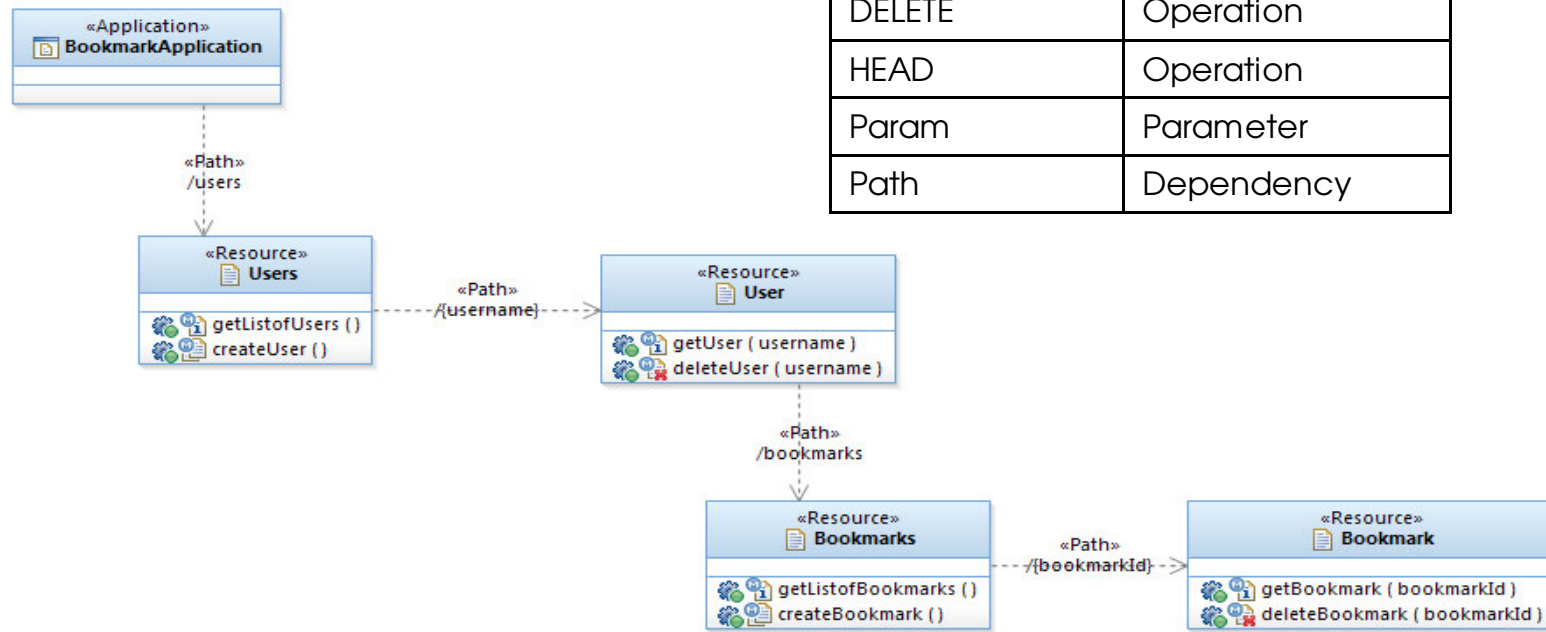 «Application»
BookmarkApplication
«Path»
/users
«Resource»
Users
getListofUsers ( )
createUser ( )
«Path»
/{username}
«Resource»
User
getUser ( username )
deleteUser ( username )
«Path»
/bookmarks
«Resource»
Bookmarks
getListofBookmarks ( )
createBookmark ( )
«Path»
/{bookmarkId}
«Resource»
Bookmark
getBookmark ( bookmarkId )
deleteBookmark ( bookmarkId )
DELETE Operation
HEAD Operation
Param Parameter
Path Dependency